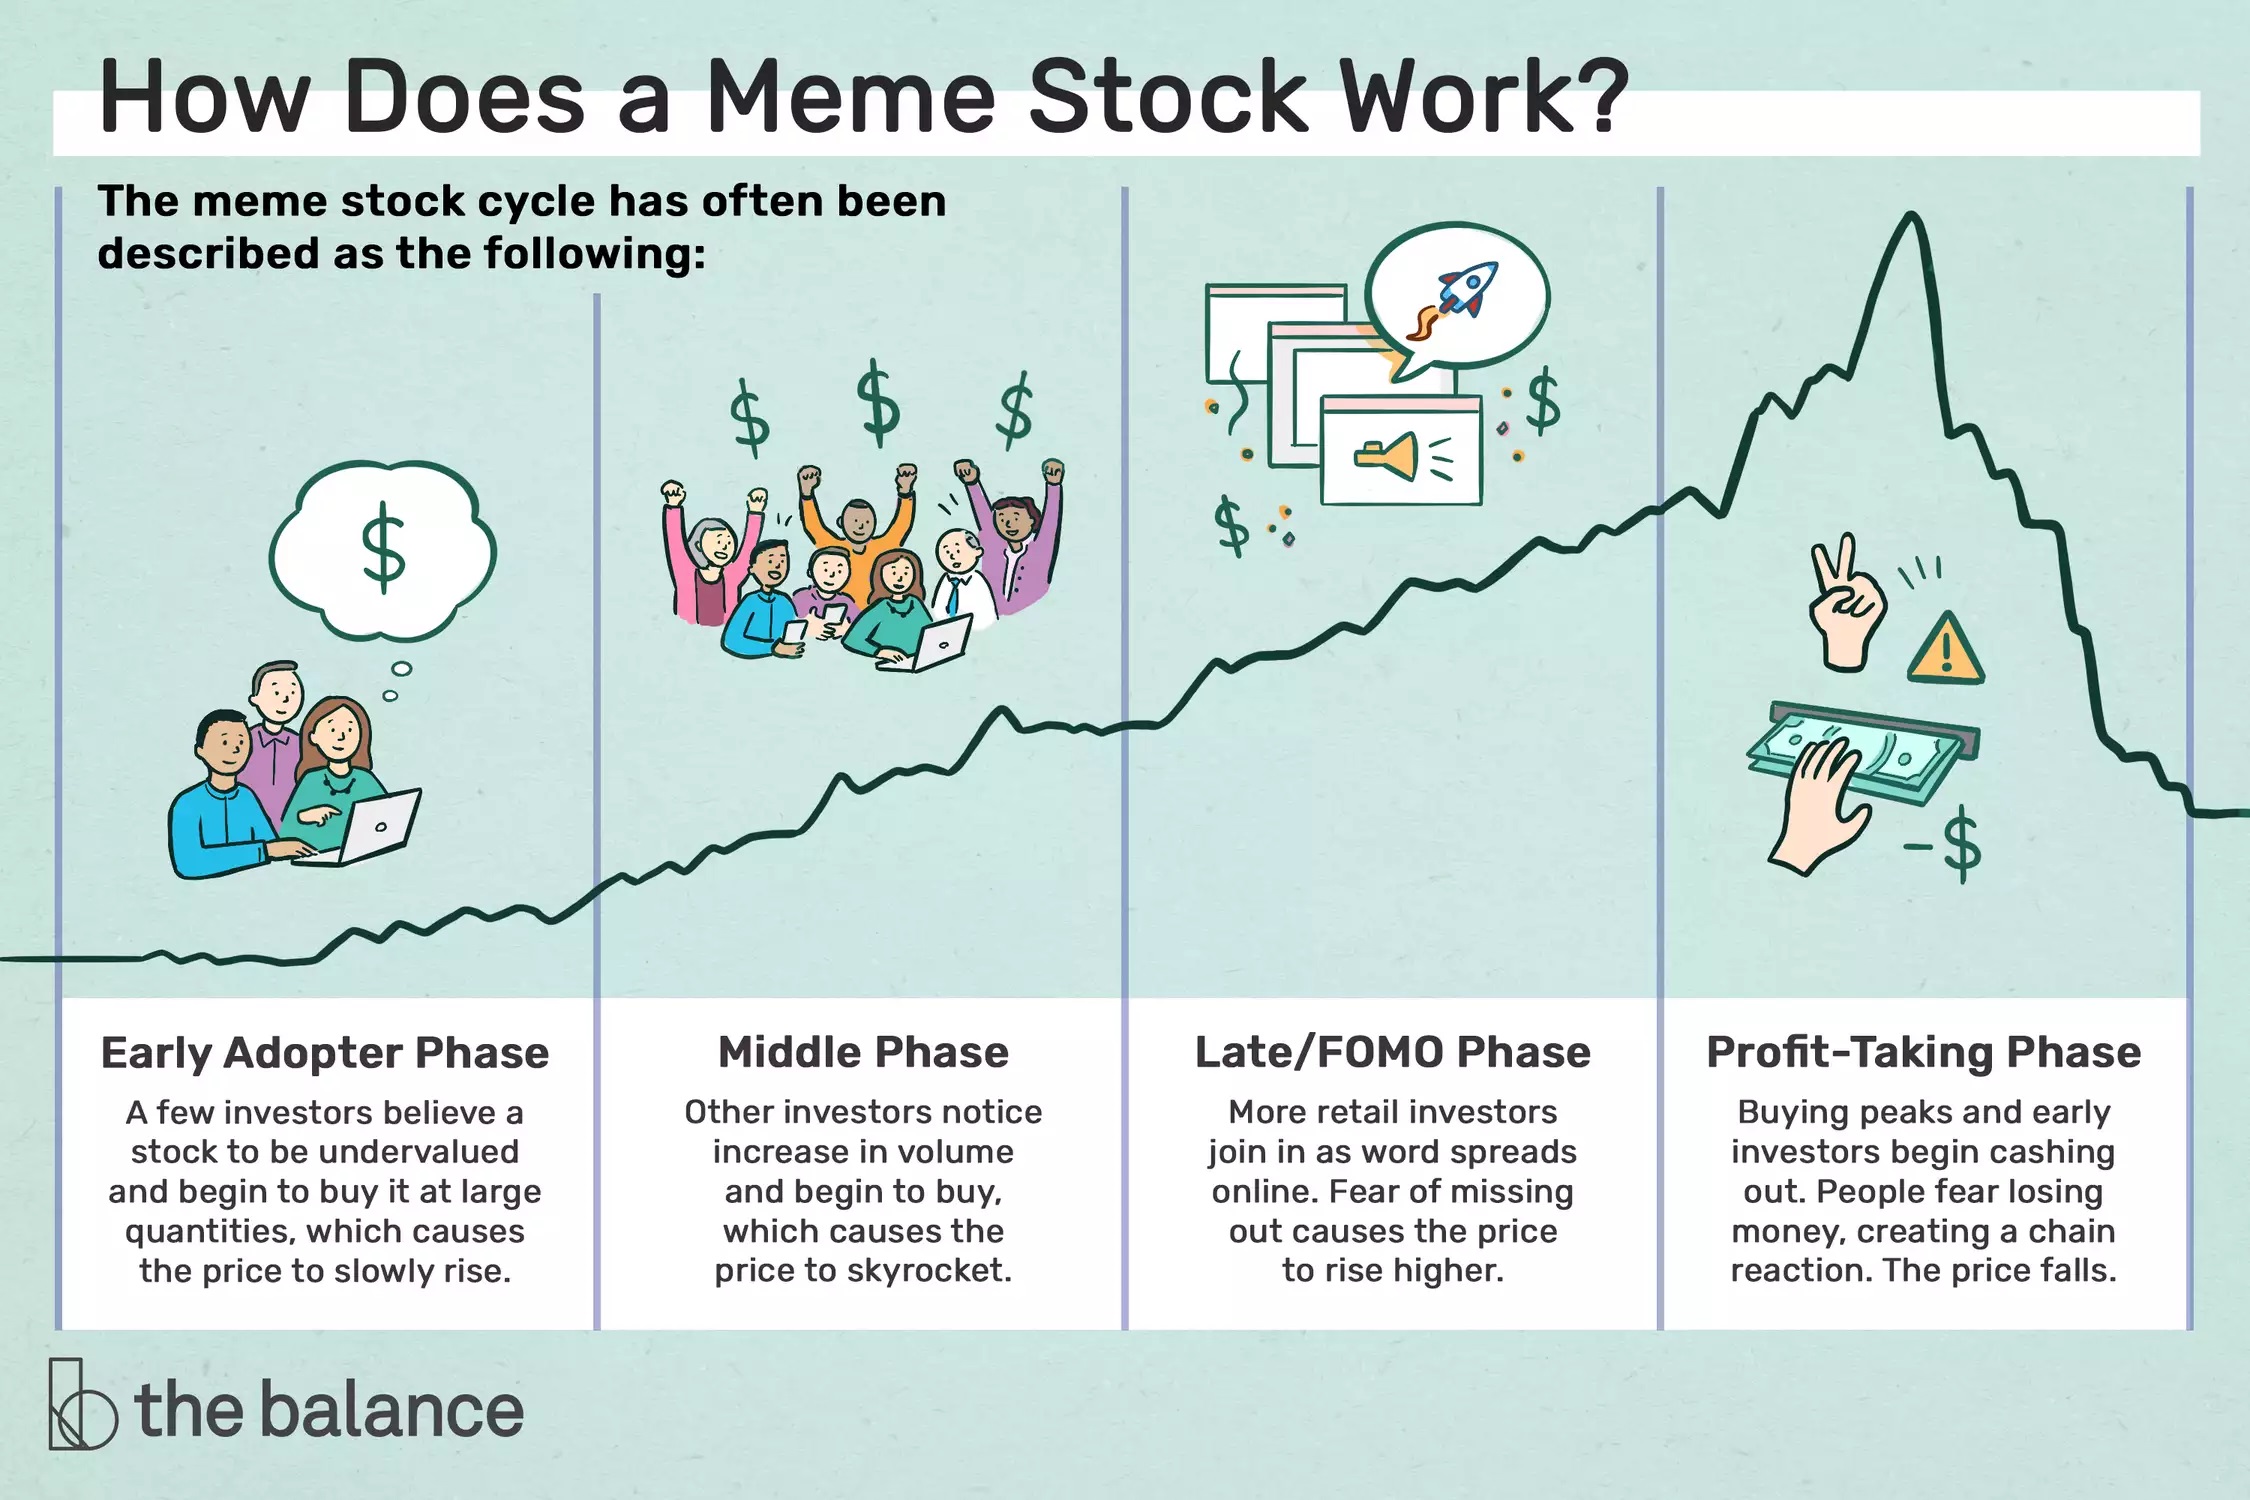 How Does a Meme Stock Work?
The meme stock cycle has often been
described as the following:
$
$
$
$
$
$
!
-$
Early Adopter Phase
A few investors believe a
stock to be undervalued
and begin to buy it at large
quantities, which causes
the price to slowly rise.
Middle Phase
Other investors notice
increase in volume
and begin to buy,
which causes the
price to skyrocket.
Late/FOMO Phase
More retail investors
join in as word spreads
online. Fear of missing
out causes the price
to rise higher.
Profit-Taking Phase
Buying peaks and early
investors begin cashing
out. People fear losing
money, creating a chain
reaction. The price falls.
the balance